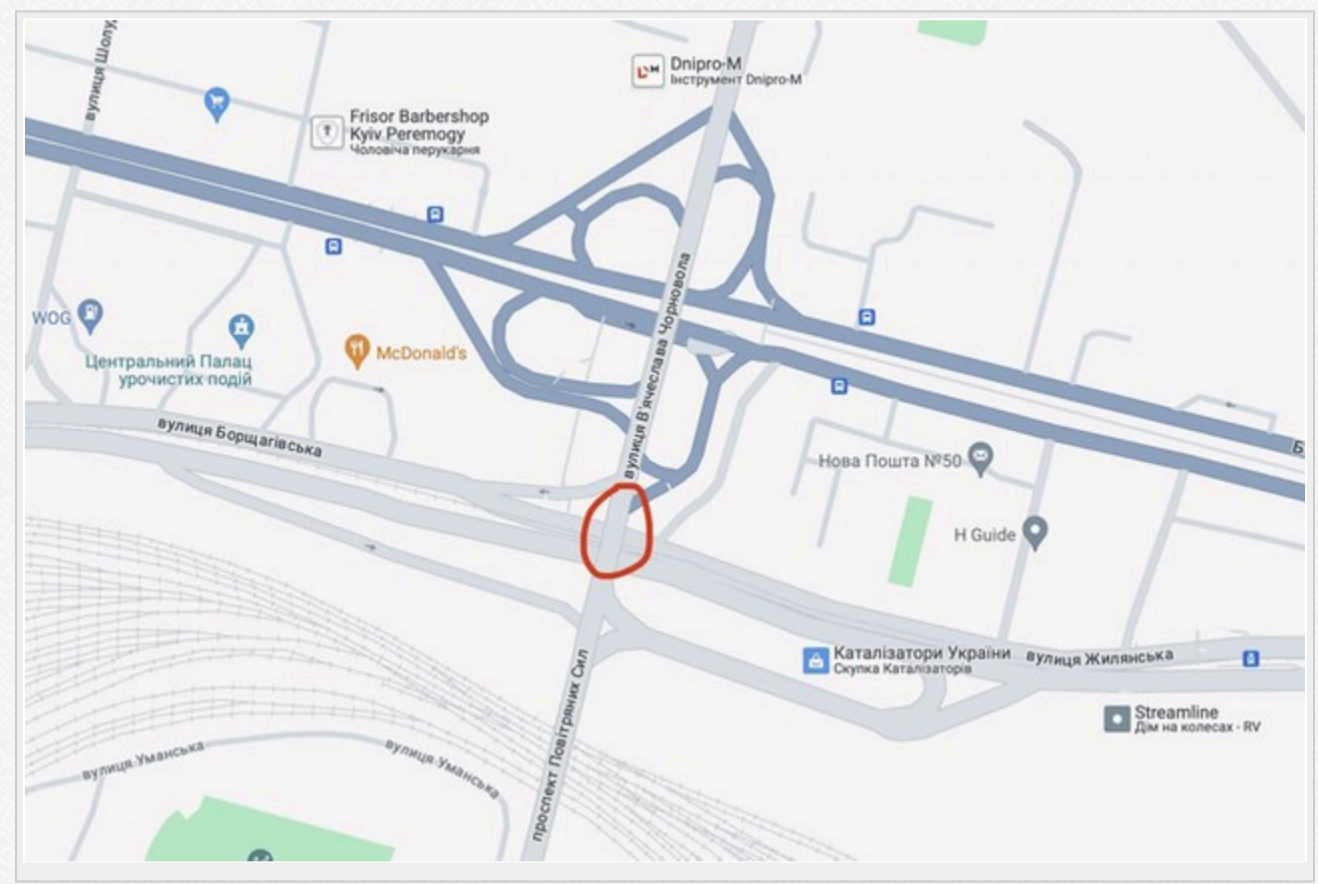 вулиця Шолу
Dnipro-M
Інструмент Dnipro-M
Frisor Barbershop
Kyiv Peremogy
Чоловіча перукарня
WOG
Центральний Палац
урочистих подій
McDonald's
вулиця В'ячеслава Чорновола
вулиця Борщагівська
Нова Пошта №50
Б
H Guide
Каталізатори України
Скупка Каталізаторів
вулиця Жилянська
Streamline
Дім на колесах - RV
проспект Повітряних Сил
вулиця Уманська
вулиця Уманська